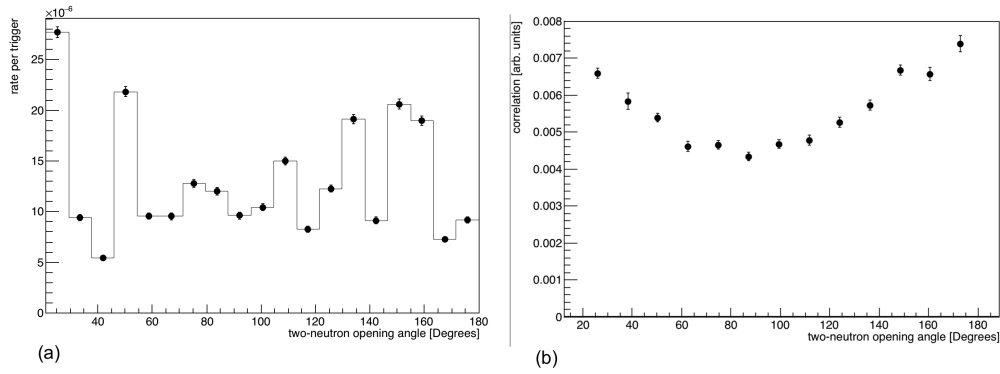 ×10⁻⁶
rate per trigger
25
20
15
10
5
0
40 60 80 100 120 140 160 180
two-neutron opening angle [Degrees]
(a)
correlation [arb. units]
0.008
0.007
0.006
0.005
0.004
0.003
0.002
0.001
0
20 40 60 80 100 120 140 160 180
two-neutron opening angle [Degrees]
(b)